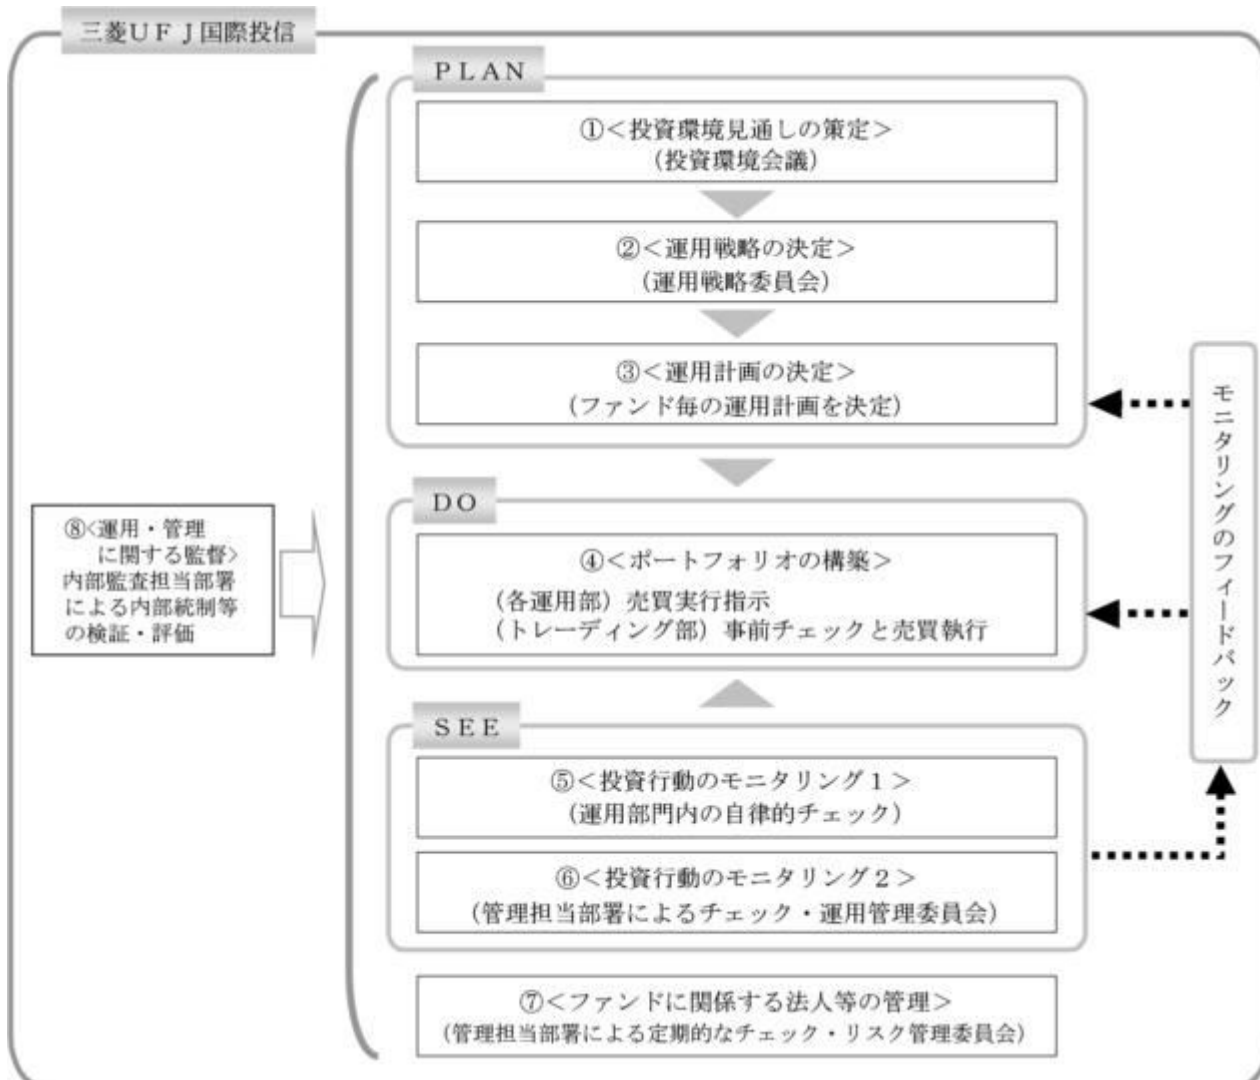 三菱UFJ国際投信
PLAN
①<投資環境見通しの策定>
(投資環境会議)
②<運用戦略の決定>
(運用戦略委員会)
③<運用計画の決定>
(ファンド毎の運用計画を決定)
DO
④<ポートフォリオの構築>
(各運用部)売買実行指示
(トレーディング部)事前チェックと売買執行
SEE
⑤<投資行動のモニタリング1>
(運用部門内の自律的チェック)
⑥<投資行動のモニタリング2>
(管理担当部署によるチェック・運用管理委員会)
⑦<ファンドに関係する法人等の管理>
(管理担当部署による定期的なチェック・リスク管理委員会)
⑧<運用・管理
に関する監督>
内部監査担当部署
による内部統制等
の検証・評価
モニタリングのフィードバック